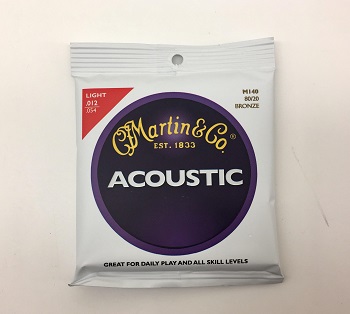 LIGHT
.012
.054
M140
80/20
BRONZE
C.F. Martin & Co.®
EST. 1833
ACOUSTIC
GREAT FOR DAILY PLAY AND ALL SKILL LEVELS